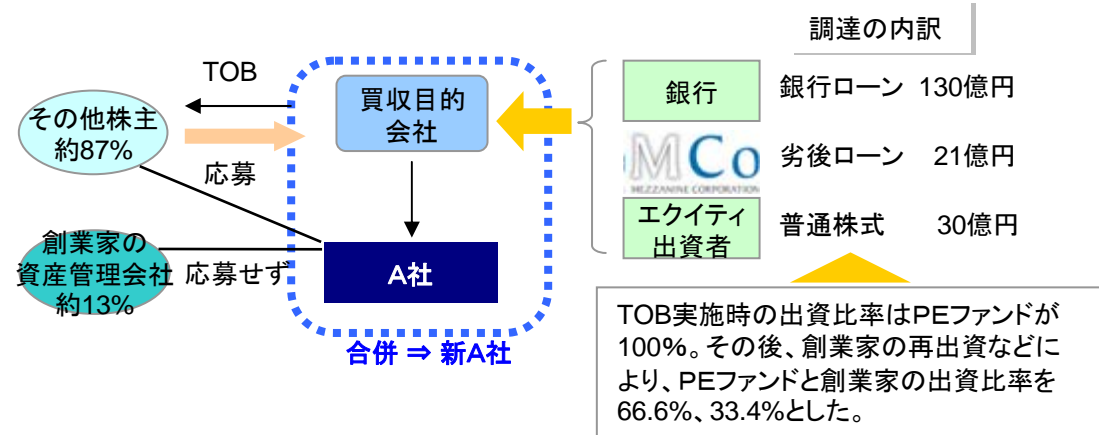 調達の内訳
TOB
その他株主
約87%
応募
創業家の
資産管理会社
約13%
応募せず
買収目的
会社
A社
合併 ⇒ 新A社
銀行
銀行ローン 130億円
MCo
MEZZANINE CORPORATION
劣後ローン 21億円
エクイティ
出資者
普通株式 30億円
TOB実施時の出資比率はPEファンドが
100%。その後、創業家の再出資などに
より、PEファンドと創業家の出資比率を
66.6%、33.4%とした。